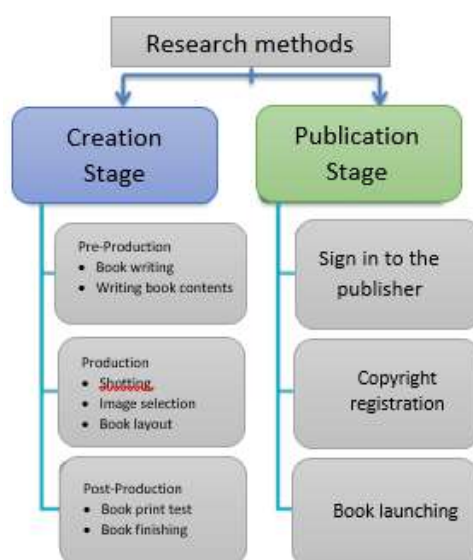 Research methods
Creation
Stage
Pre-Production
• Book writing
• Writing book contents
Production
• Shotting
• Image selection
• Book layout
Post-Production
• Book print test
• Book finishing
Publication
Stage
Sign in to the
publisher
Copyright
registration
Book launching